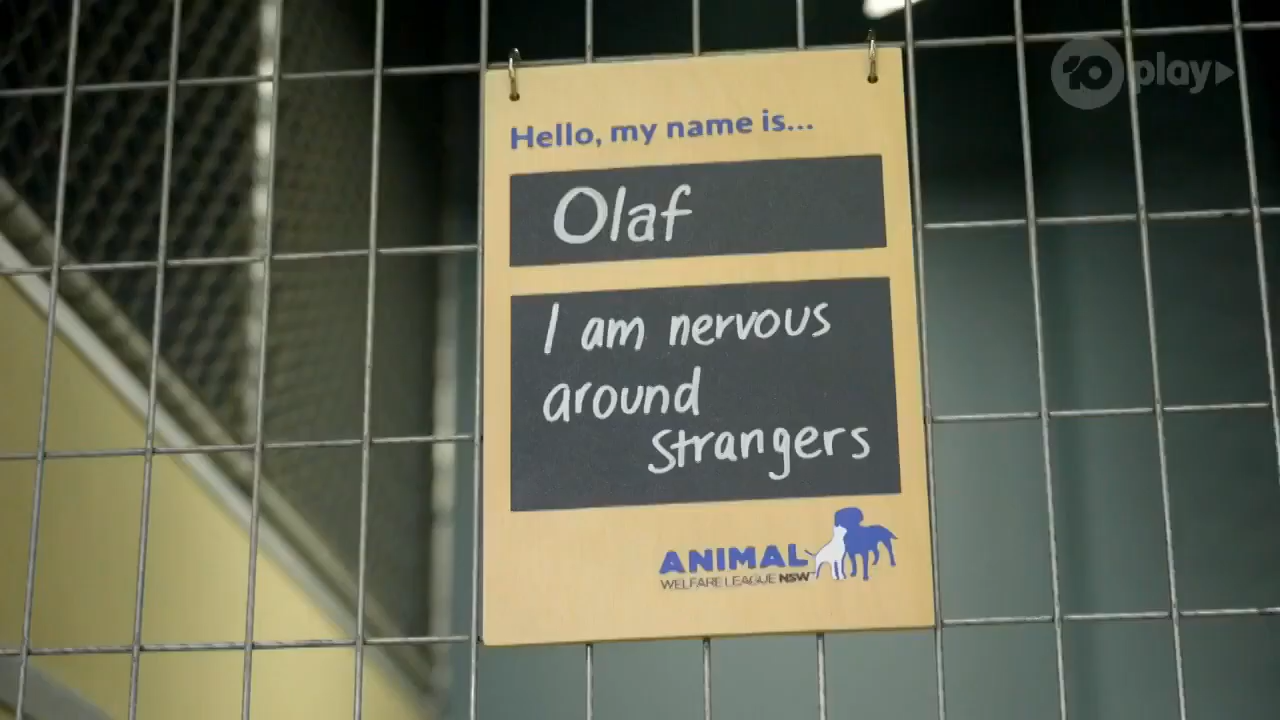 10 play
Hello, my name is...
Olaf
I am nervous
around
strangers
ANIMAL
WELFARE LEAGUE NSW